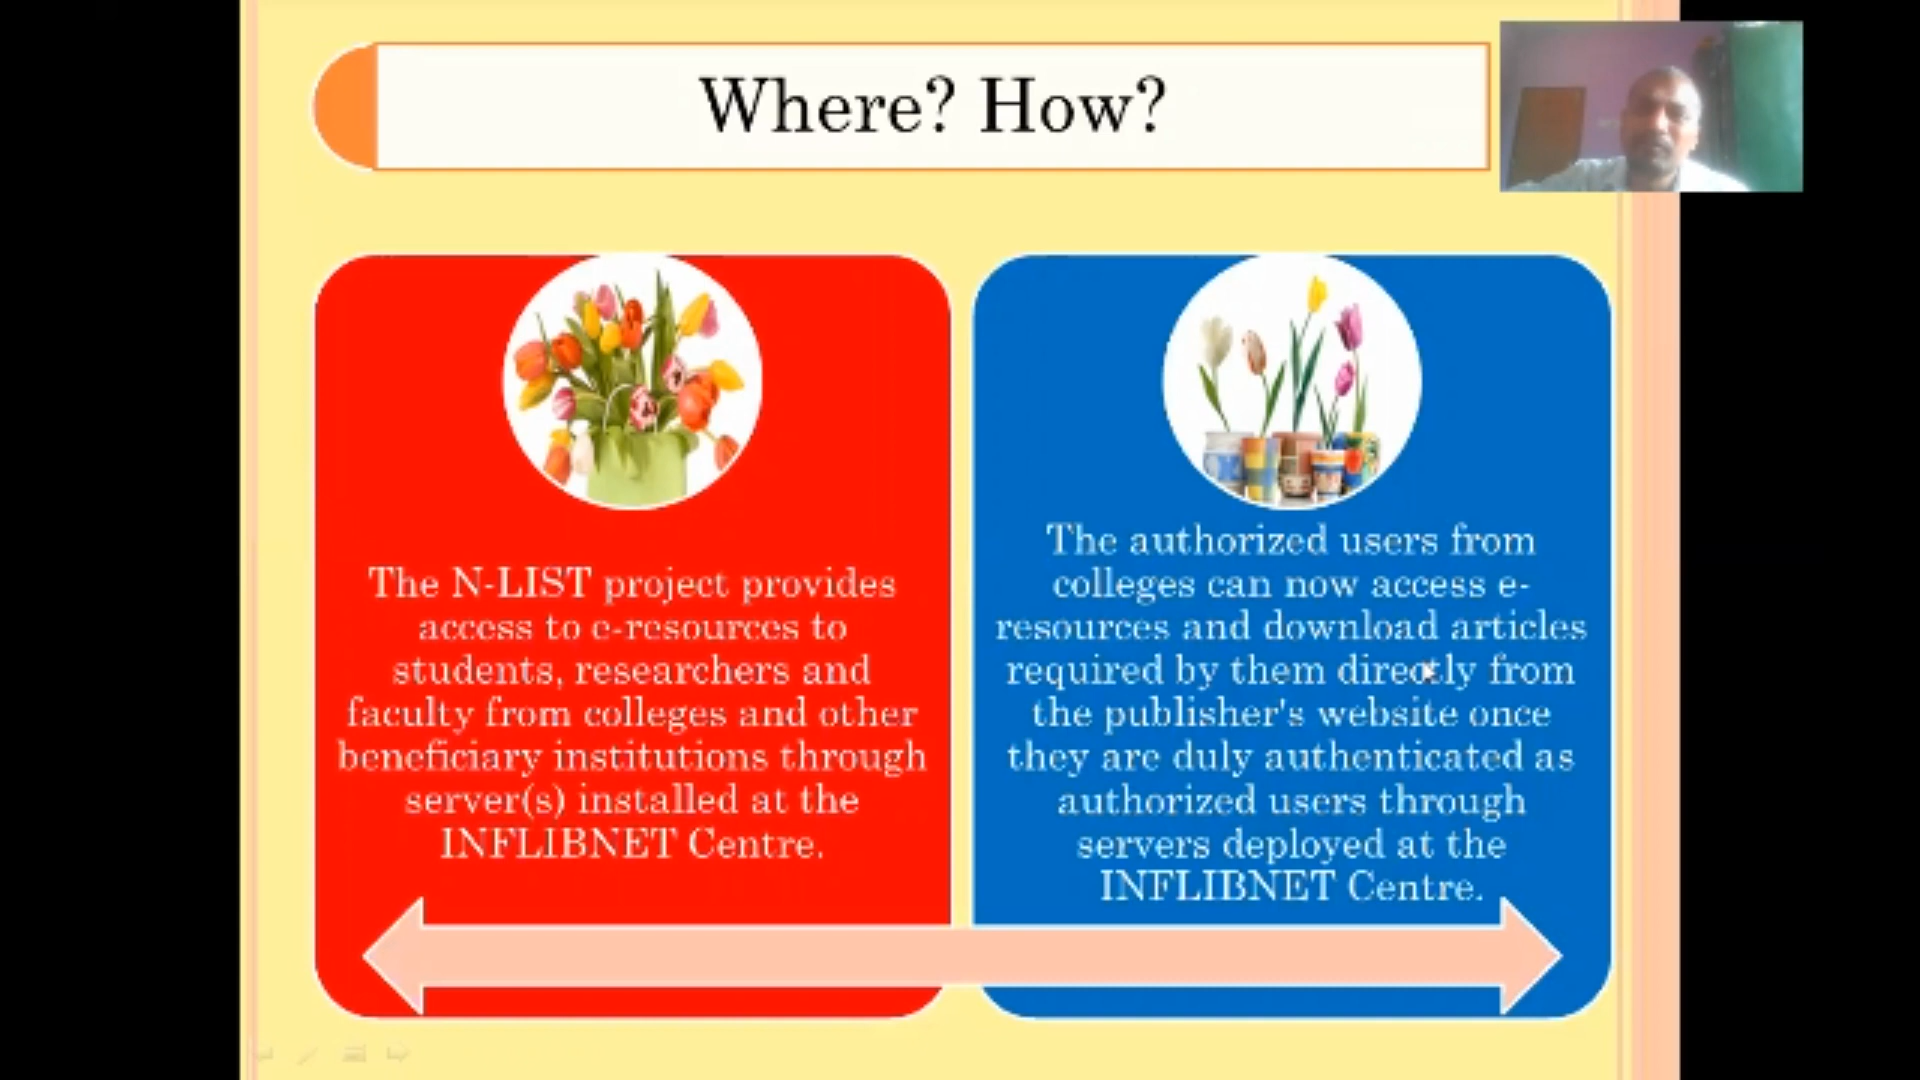 Where? How?
The N-LIST project provides
access to e-resources to
students, researchers and
faculty from colleges and other
beneficiary institutions through
server(s) installed at the
INFLIBNET Centre.
The authorized users from
colleges can now access e-
resources and download articles
required by them directly from
the publisher's website once
they are duly authenticated as
authorized users through
servers deployed at the
INFLIBNET Centre.